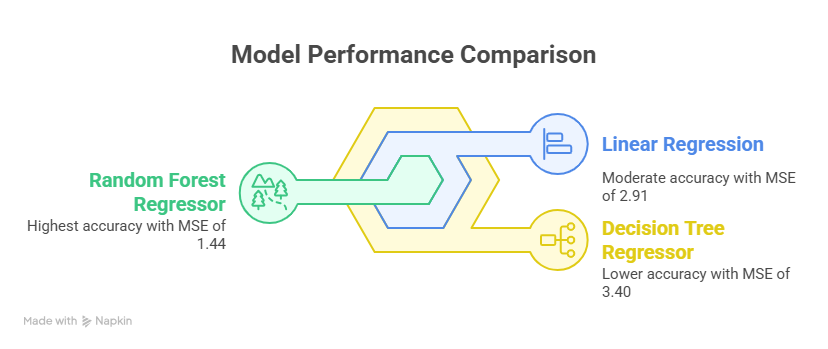 Model Performance Comparison
Random Forest
Regressor
Highest accuracy with MSE of
1.44
Linear Regression
Moderate accuracy with MSE
of 2.91
Decision Tree
Regressor
Lower accuracy with MSE of
3.40
Made with Napkin